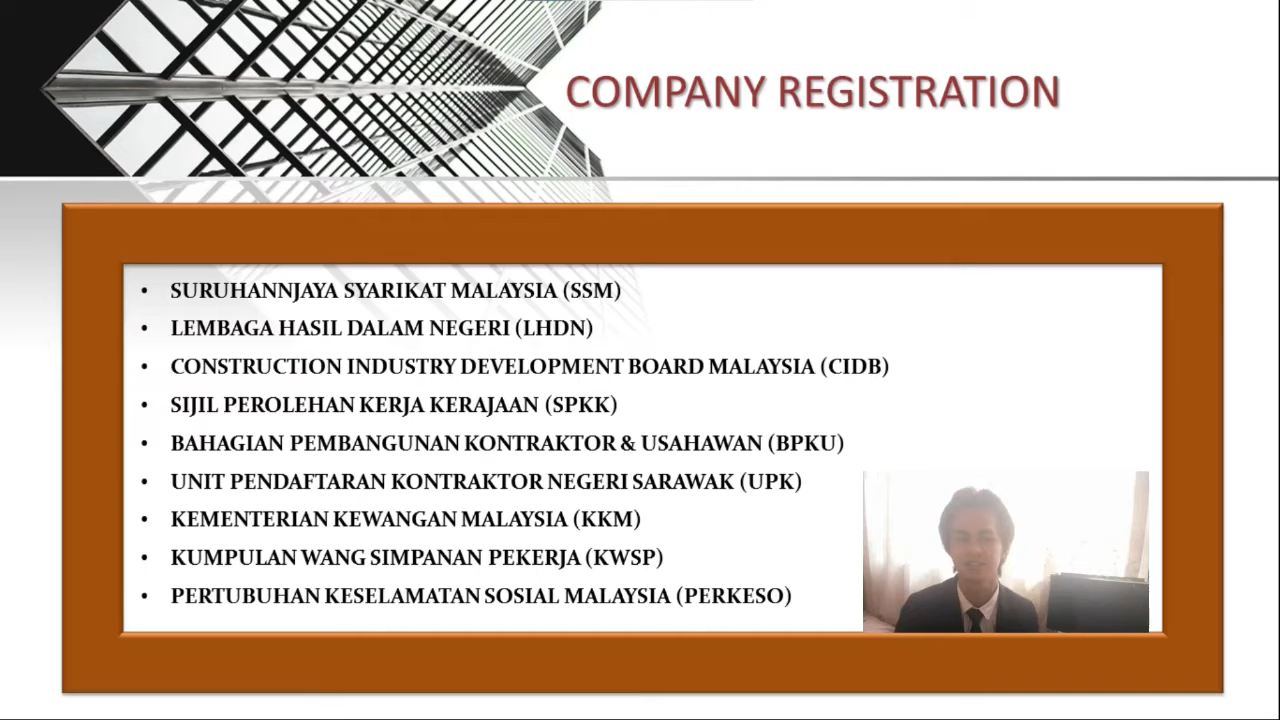 COMPANY REGISTRATION
• SURUHANNJAYA SYARIKAT MALAYSIA (SSM)
• LEMBAGA HASIL DALAM NEGERI (LHDN)
• CONSTRUCTION INDUSTRY DEVELOPMENT BOARD MALAYSIA (CIDB)
• SIJIL PEROLEHAN KERJA KERAJAAN (SPKK)
• BAHAGIAN PEMBANGUNAN KONTRAKTOR & USAHAWAN (BPKU)
• UNIT PENDAFTARAN KONTRAKTOR NEGERI SARAWAK (UPK)
• KEMENTERIAN KEWANGAN MALAYSIA (KKM)
• KUMPULAN WANG SIMPANAN PEKERJA (KWSP)
• PERTUBUHAN KESELAMATAN SOSIAL MALAYSIA (PERKESO)